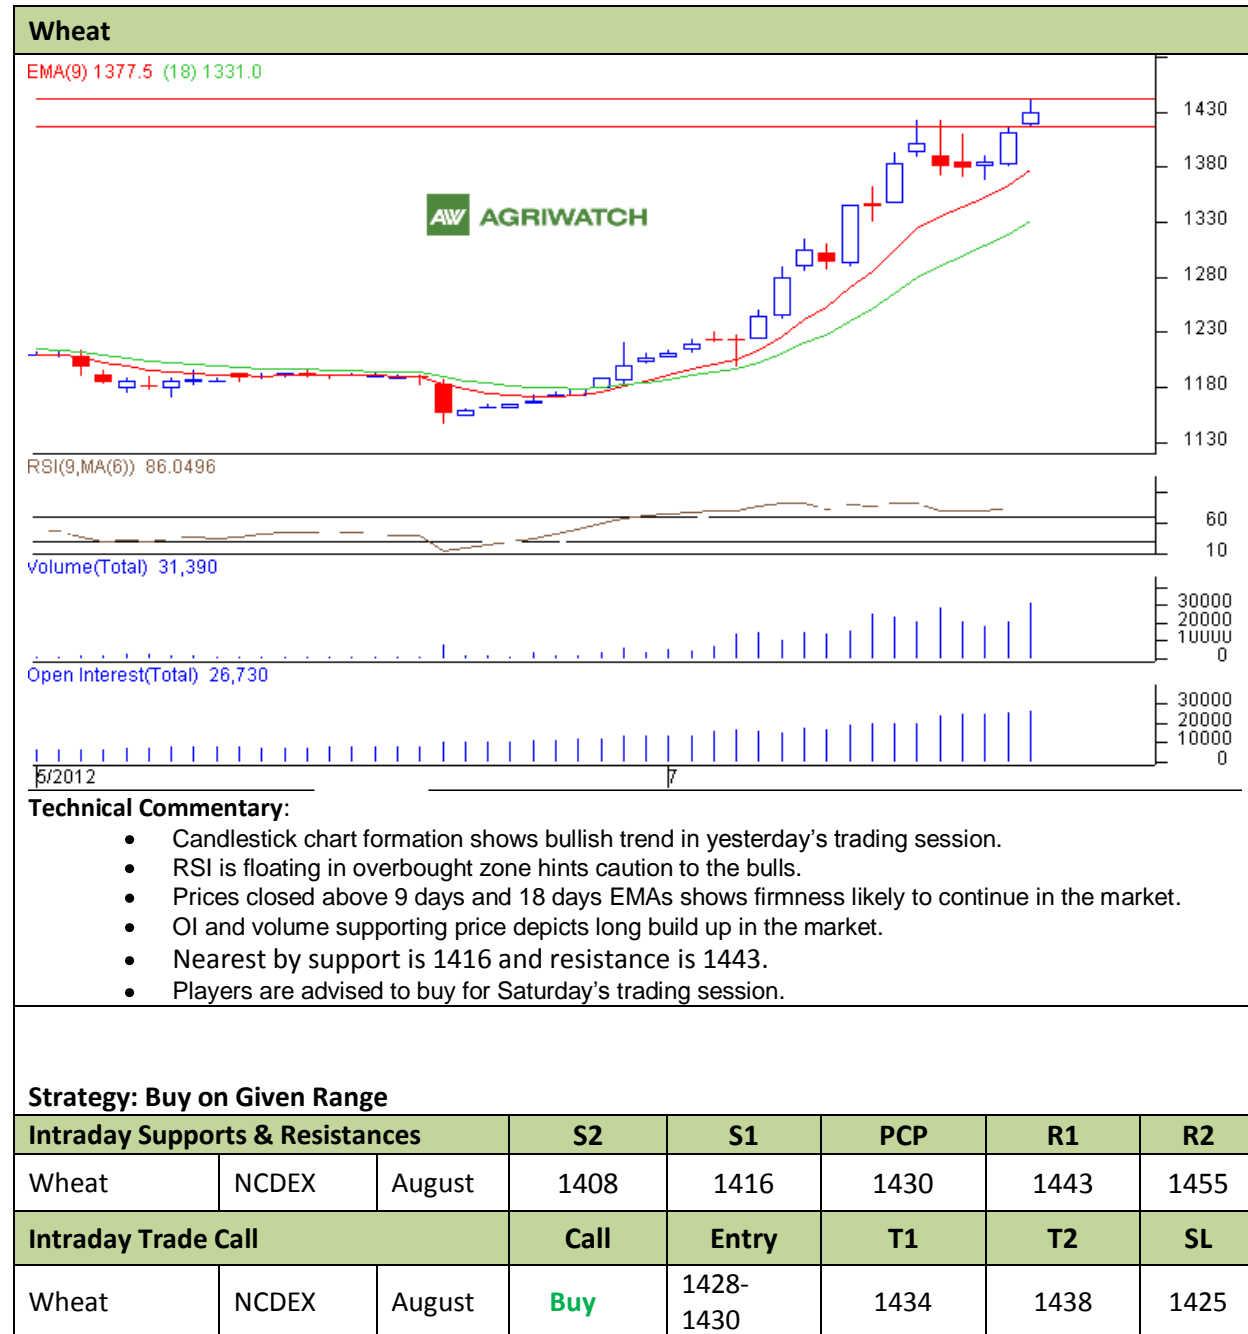 Wheat
EMA(9) 1377.5 (18) 1331.0
1430
1380
AW AGRIWATCH
1330
1280
1230
1180
1130
RSI(9,MA(6)) 86.0496
60
10
Volume(Total) 31,390
30000
20000
10000
0
Open Interest(Total) 26,730
30000
20000
10000
0
5/2012 7
Technical Commentary:
• Candlestick chart formation shows bullish trend in yesterday’s trading session.
• RSI is floating in overbought zone hints caution to the bulls.
• Prices closed above 9 days and 18 days EMAs shows firmness likely to continue in the market.
• OI and volume supporting price depicts long build up in the market.
• Nearest by support is 1416 and resistance is 1443.
• Players are advised to buy for Saturday’s trading session.
Strategy: Buy on Given Range
Intraday Supports & Resistances S2 S1 PCP R1 R2
Wheat NCDEX August 1408 1416 1430 1443 1455
Intraday Trade Call Call Entry T1 T2 SL
Wheat NCDEX August Buy 1428-
1430 1434 1438 1425